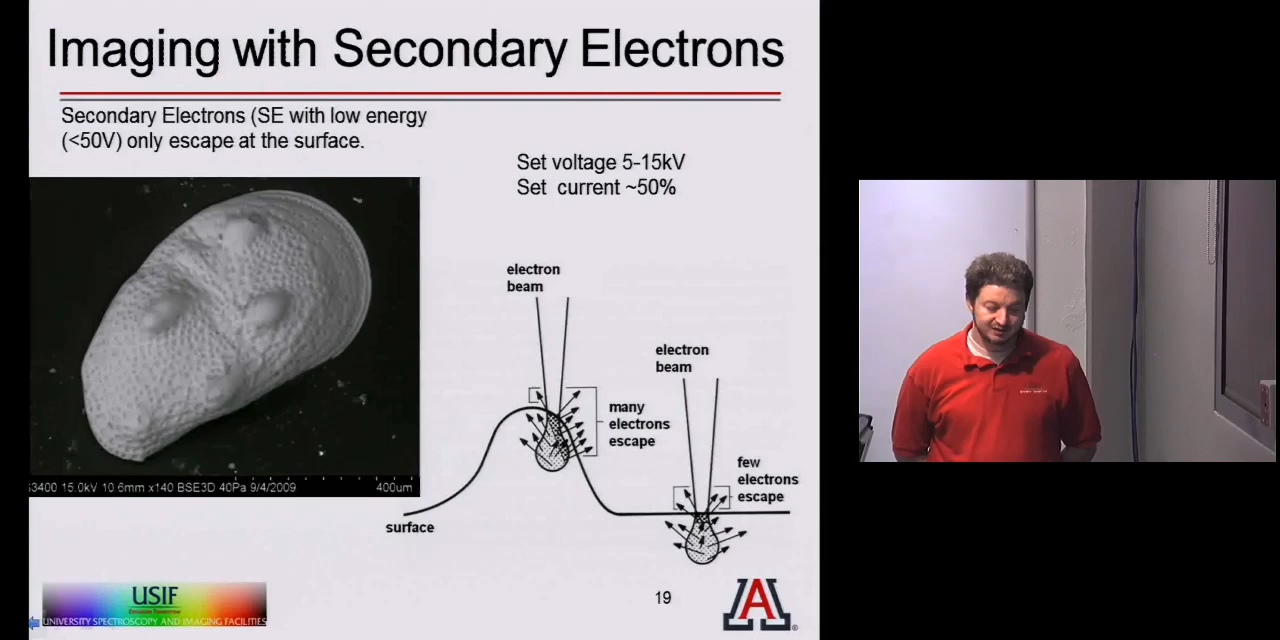 Imaging with Secondary Electrons
Secondary Electrons (SE with low energy
(<50V) only escape at the surface.
Set voltage 5-15kV
Set current ~50%
electron
beam
electron
beam
many
electrons
escape
few
electrons
escape
surface
S3400 15.0kV 10.6mm x140 BSE3D 40Pa 9/4/2009 400um
USIF
UNIVERSITY SPECTROSCOPY AND IMAGING FACILITIES
19
A